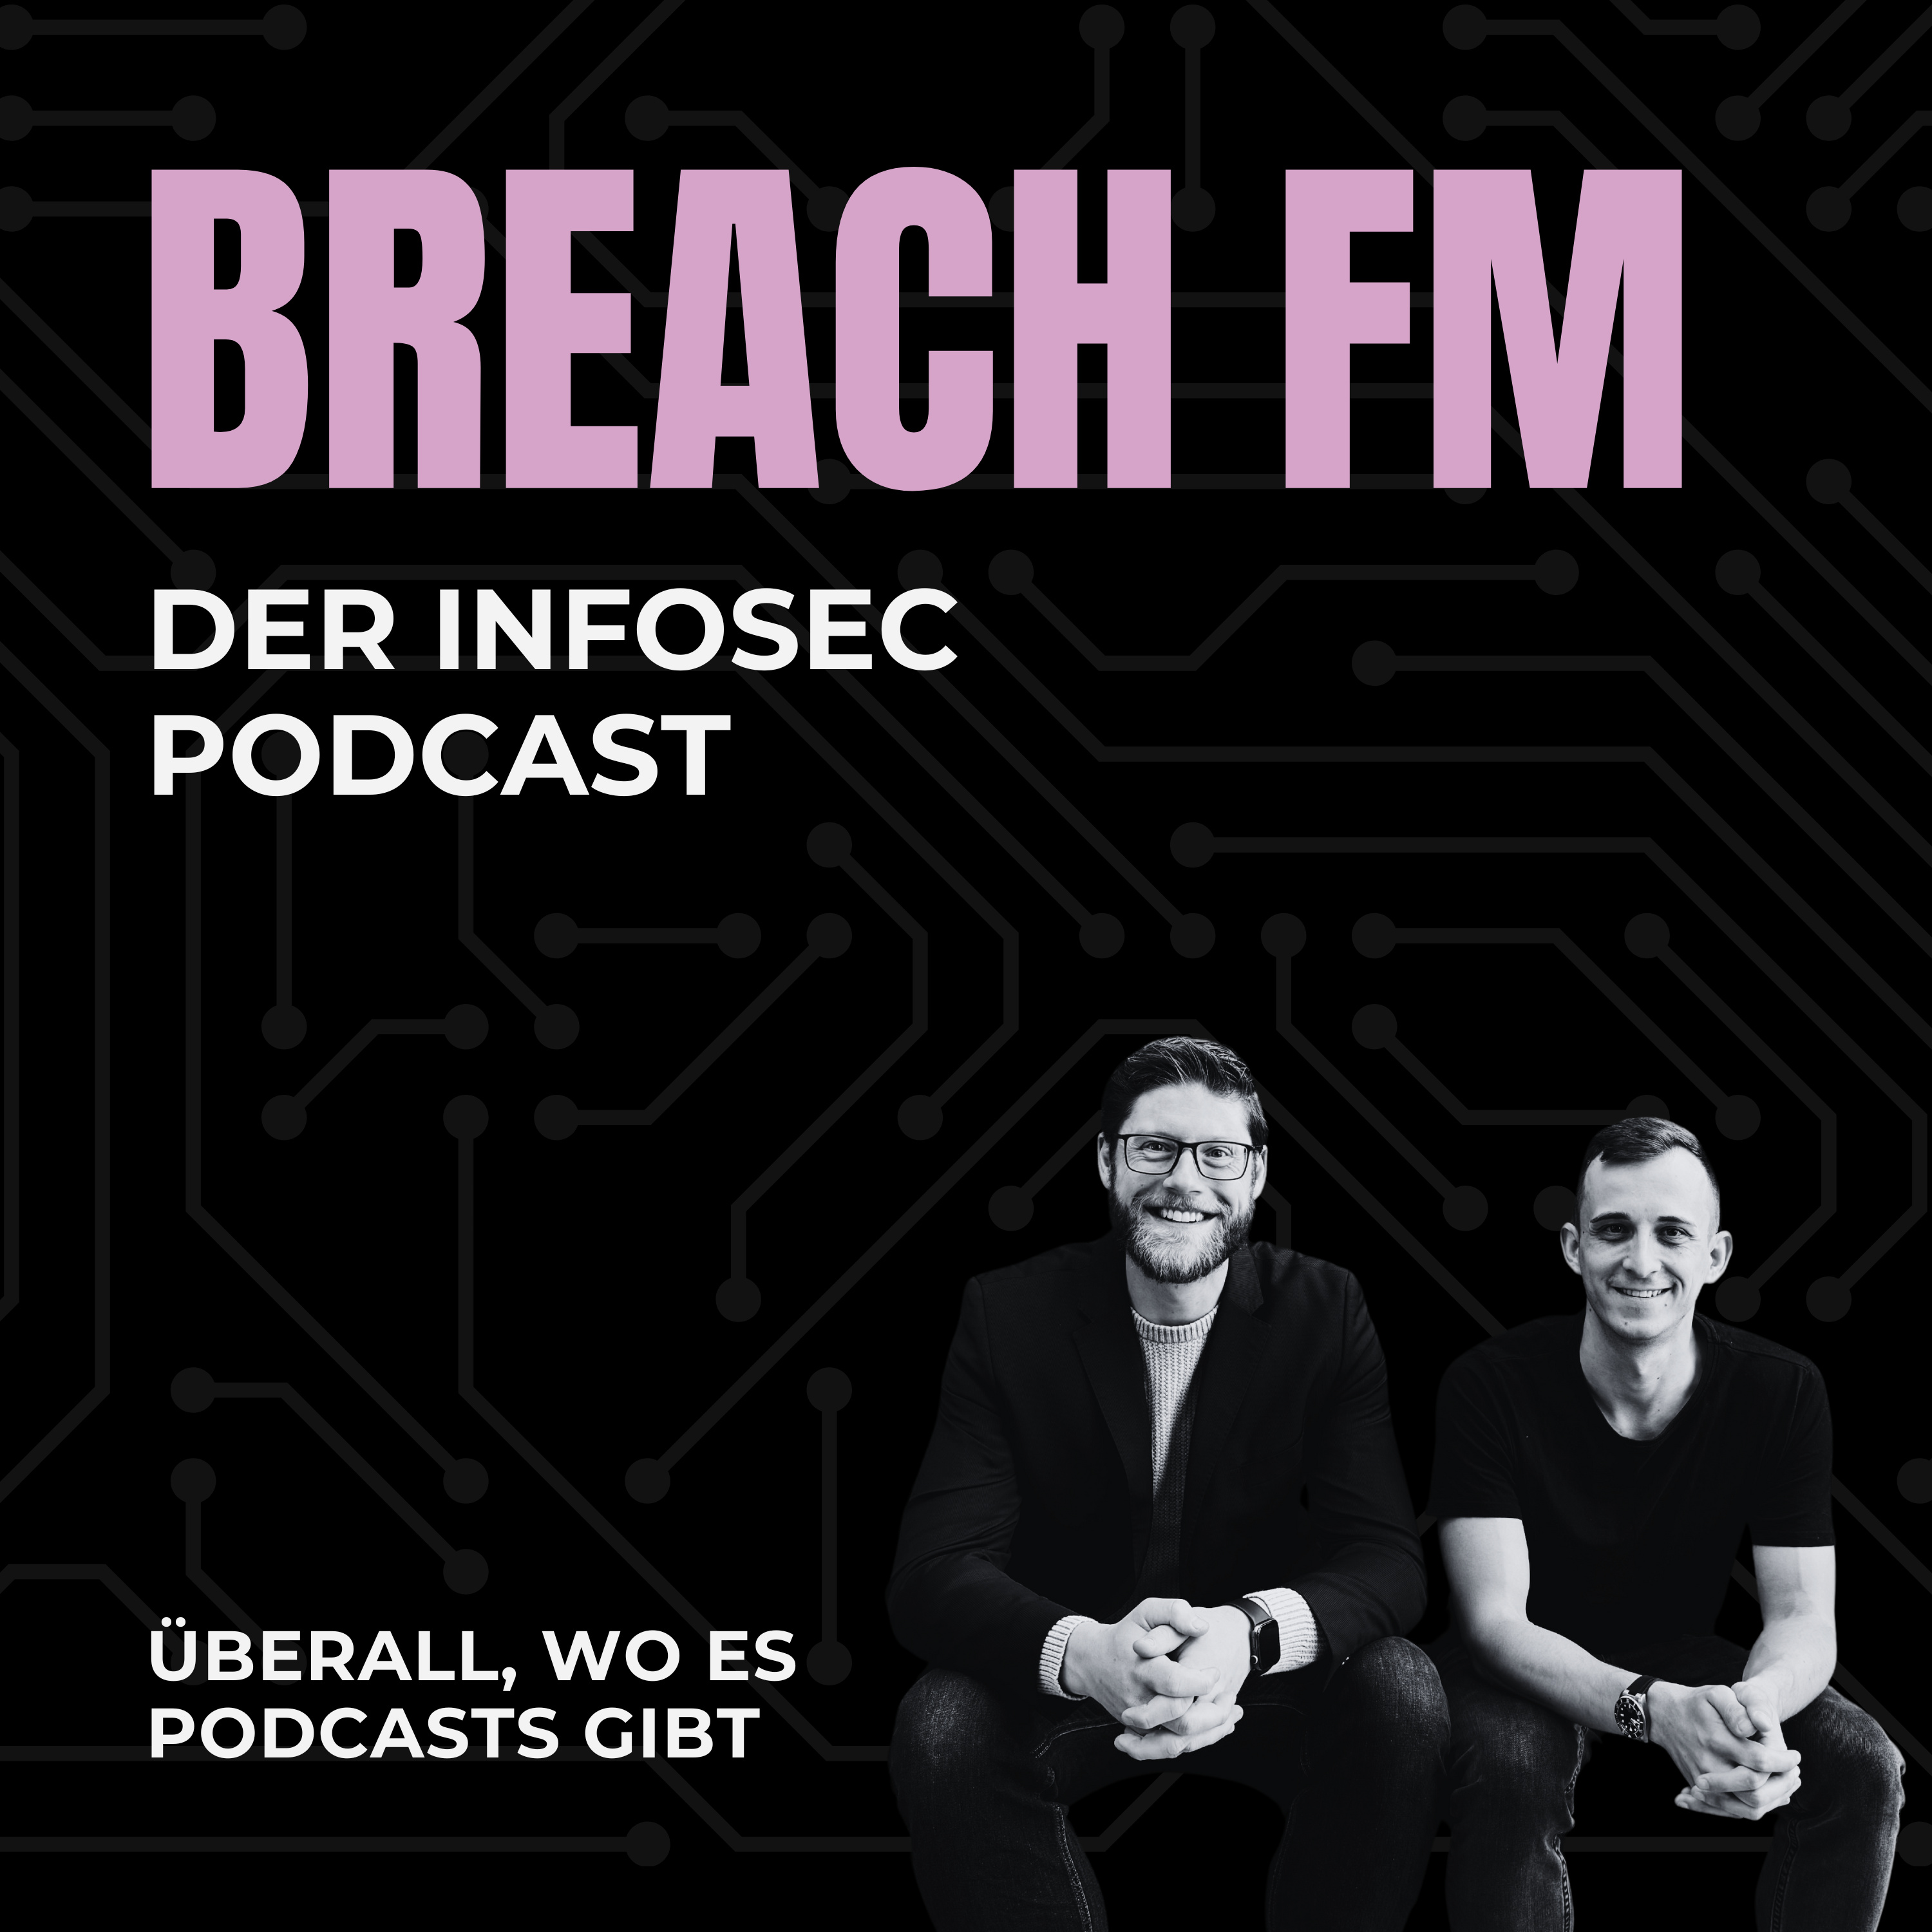 BREACH FM
DER INFOSEC
PODCAST
ÜBERALL, WO ES
PODCASTS GIBT